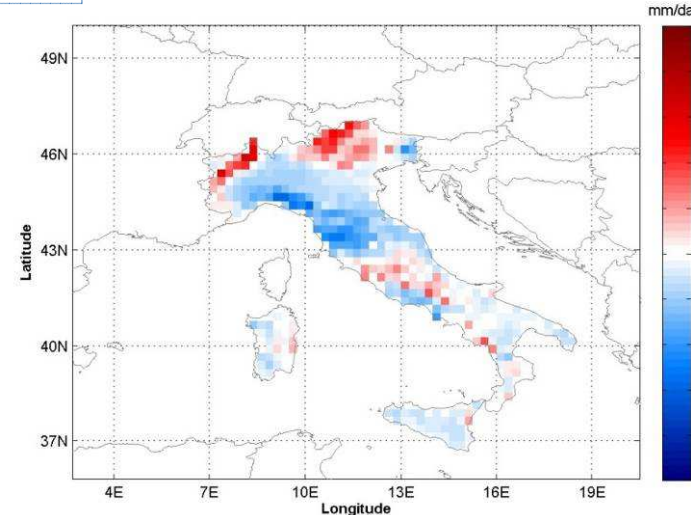 mm/da
49N
46N
43N
40N
37N
Latitude
4E
7E
10E
13E
16E
19E
Longitude